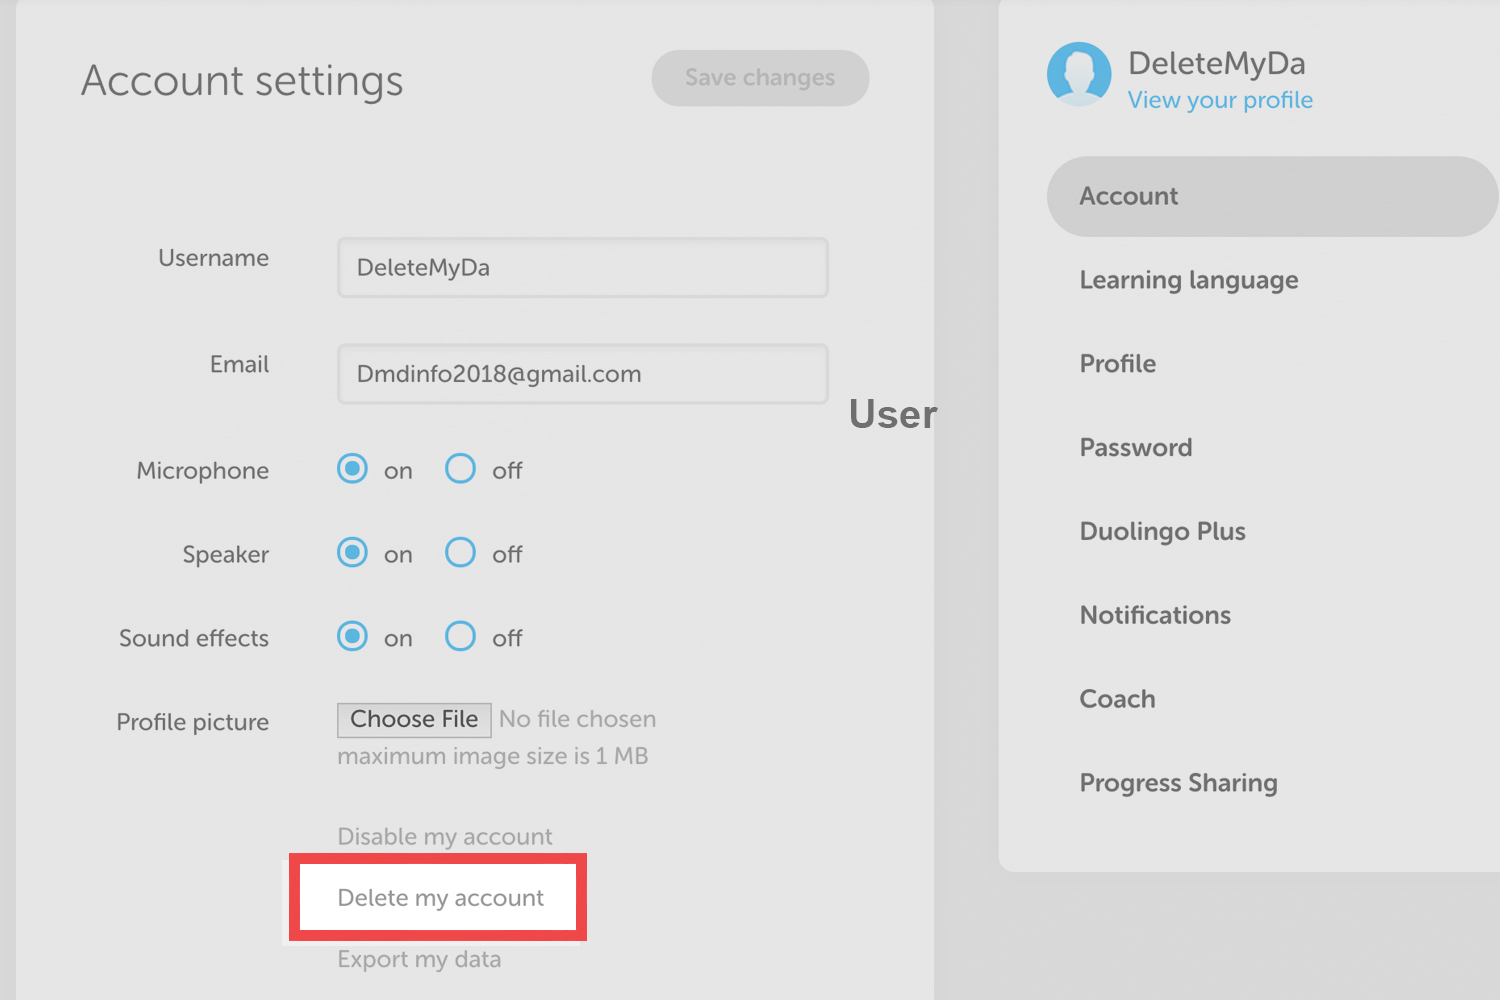 Account settings
Save changes
Username
DeleteMyDa
Email
Dmdinfo2018@gmail.com
User
Microphone
on off
Speaker
on off
Sound effects
on off
Profile picture
Choose File No file chosen
maximum image size is 1 MB
Disable my account
Delete my account
Export my data
DeleteMyDa
View your profile
Account
Learning language
Profile
Password
Duolingo Plus
Notifications
Coach
Progress Sharing